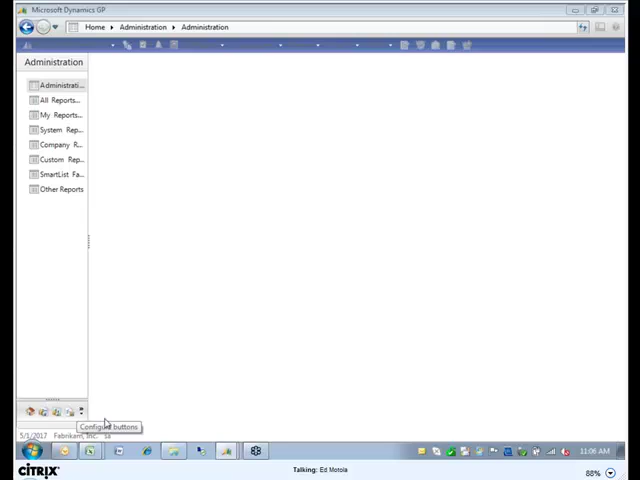 Microsoft Dynamics GP
Home Administration Administration
Administration
Administrati...
All Reports...
My Reports...
System Rep...
Company R...
Custom Rep...
SmartList Fa...
Other Reports
Configure buttons
5/1/2017 Fabrikam, Inc. sa
11:06 AM
CITRIX
Talking: Ed Motola
88%